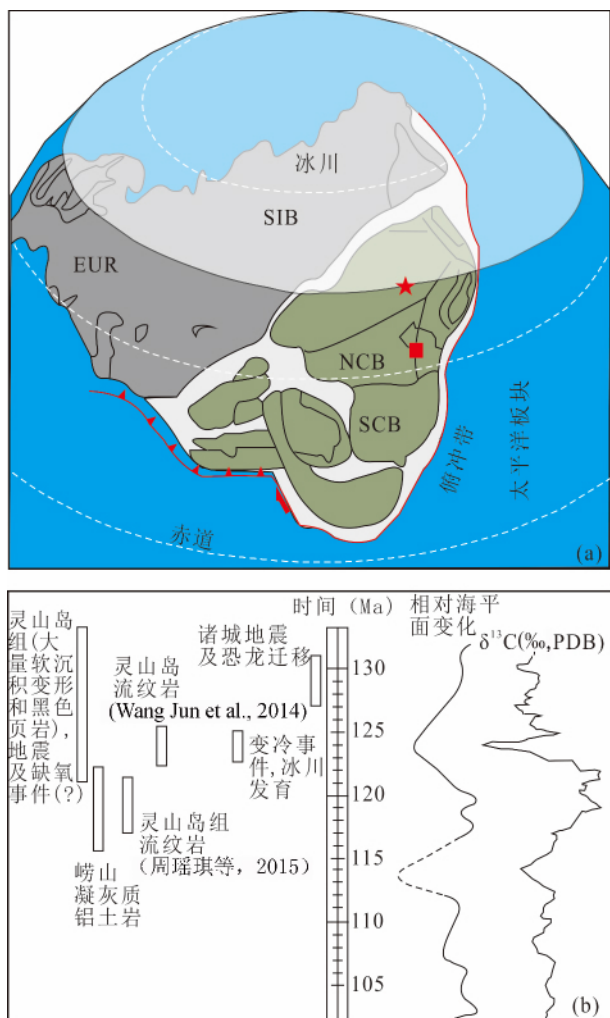 冰川
SIB
EUR
NCB
SCB
俯冲带
太平洋板块
赤道
(a)
灵山岛
组(大
量软沉
积变形
和黑色
页岩),
地震
及缺氧
事件(?)
灵山岛
流纹岩
(Wang Jun et al., 2014)
诸城地震
及恐龙迁移
时间 (Ma)
相对海平
面变化
δ¹³C(‰,PDB)
变冷事
件,冰川
发育
灵山岛组
流纹岩
(周瑶琪等, 2015)
崂山
凝灰质
铝土岩
130
125
120
114
112
105
(b)